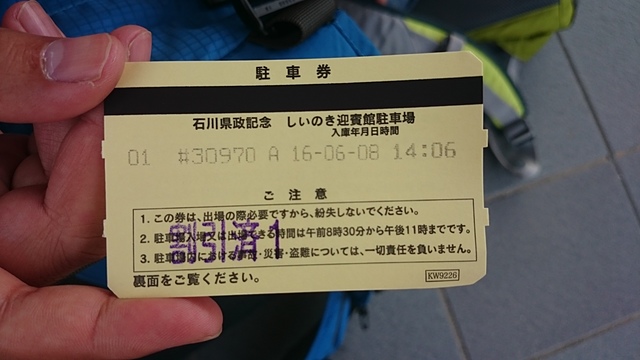 駐車券
石川県政記念 しいのき迎賓館駐車場
入庫年月日時間
01 #30970 A 16-06-08 14:06
ご注意
1. この券は、出場の際必要ですから、紛失しないでください。
2. 駐車場入場又は出場できる時間は午前8時30分から午後11時までです。
3. 駐車場内における事故・災害・盗難については、一切責任を負いません。
割引済1
裏面をご覧ください。
KW9226